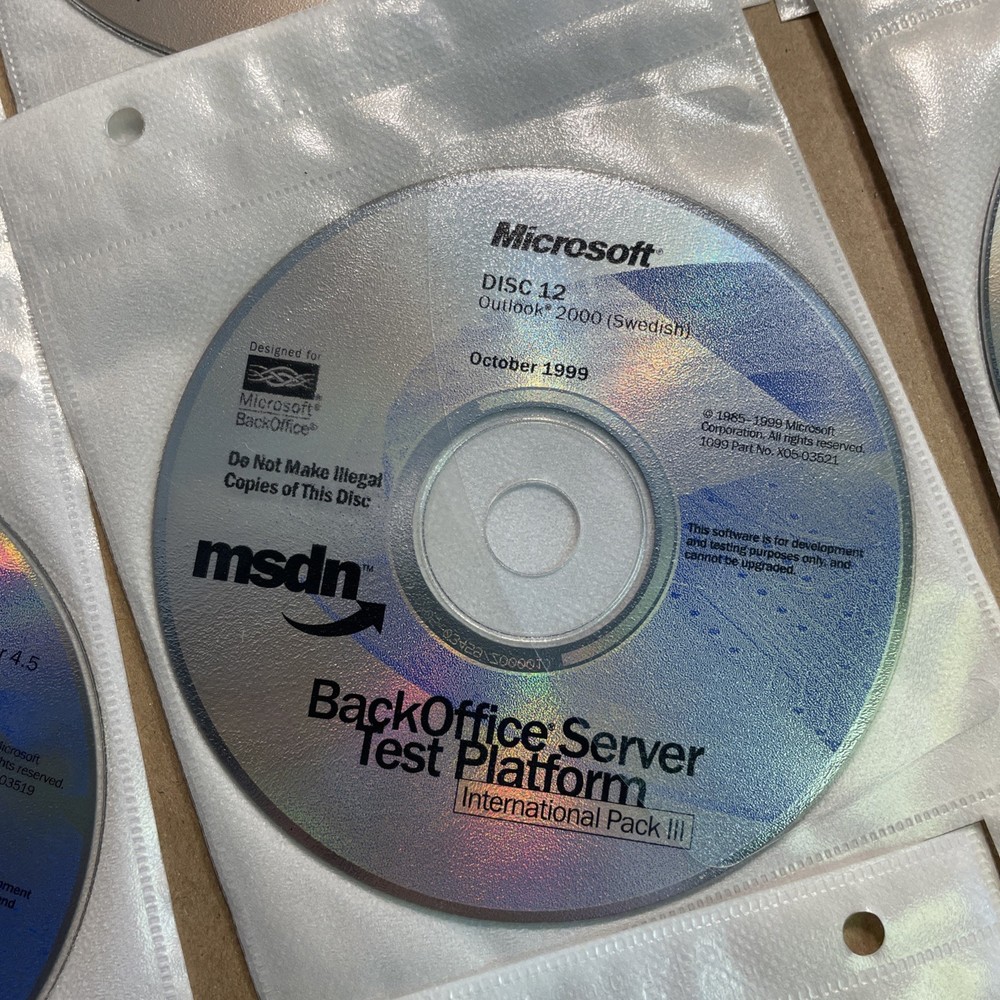 Microsoft®
DISC 12
Outlook® 2000 (Swedish)
October 1999
Designed for
Microsoft®
BackOffice®
Do Not Make Illegal
Copies of This Disc
msdn™
© 1985–1999 Microsoft
Corporation. All rights reserved.
1099 Part No. X05-03521
This software is for development
and testing purposes only, and
cannot be upgraded.
BackOffice® Server
Test Platform
International Pack III
4.5
hts reserved.
03519